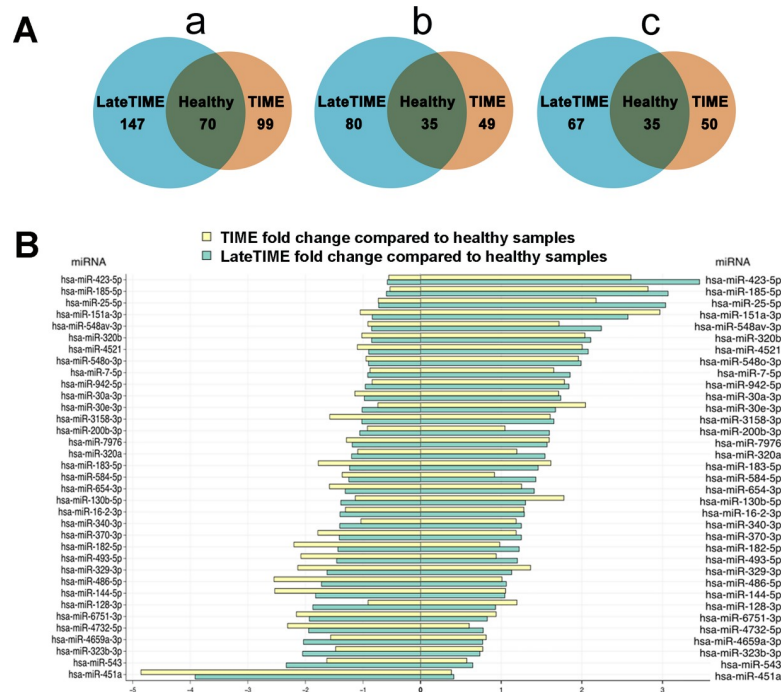 A
a
b
c
LateTIME Healthy TIME
147 70 99
LateTIME Healthy TIME
80 35 49
LateTIME Healthy TIME
67 35 50
B
TIME fold change compared to healthy samples
LateTIME fold change compared to healthy samples
miRNA miRNA
hsa-miR-423-5p hsa-miR-423-5p
hsa-miR-185-5p hsa-miR-185-5p
hsa-miR-25-5p hsa-miR-25-5p
hsa-miR-151a-3p hsa-miR-151a-3p
hsa-miR-548av-3p hsa-miR-548av-3p
hsa-miR-320b hsa-miR-320b
hsa-miR-4521 hsa-miR-4521
hsa-miR-548o-3p hsa-miR-548o-3p
hsa-miR-7-5p hsa-miR-7-5p
hsa-miR-942-5p hsa-miR-942-5p
hsa-miR-30a-3p hsa-miR-30a-3p
hsa-miR-30e-3p hsa-miR-30e-3p
hsa-miR-3158-3p hsa-miR-3158-3p
hsa-miR-200b-3p hsa-miR-200b-3p
hsa-miR-7976 hsa-miR-7976
hsa-miR-320a hsa-miR-320a
hsa-miR-183-5p hsa-miR-183-5p
hsa-miR-584-5p hsa-miR-584-5p
hsa-miR-654-3p hsa-miR-654-3p
hsa-miR-130b-5p hsa-miR-130b-5p
hsa-miR-16-2-3p hsa-miR-16-2-3p
hsa-miR-340-3p hsa-miR-340-3p
hsa-miR-370-3p hsa-miR-370-3p
hsa-miR-182-5p hsa-miR-182-5p
hsa-miR-493-5p hsa-miR-493-5p
hsa-miR-329-3p hsa-miR-329-3p
hsa-miR-486-5p hsa-miR-486-5p
hsa-miR-144-5p hsa-miR-144-5p
hsa-miR-128-3p hsa-miR-128-3p
hsa-miR-6751-3p hsa-miR-6751-3p
hsa-miR-4732-5p hsa-miR-4732-5p
hsa-miR-4659a-3p hsa-miR-4659a-3p
hsa-miR-323b-3p hsa-miR-323b-3p
hsa-miR-543 hsa-miR-543
hsa-miR-451a hsa-miR-451a
-5 -4 -3 -2 -1 0 1 2 3